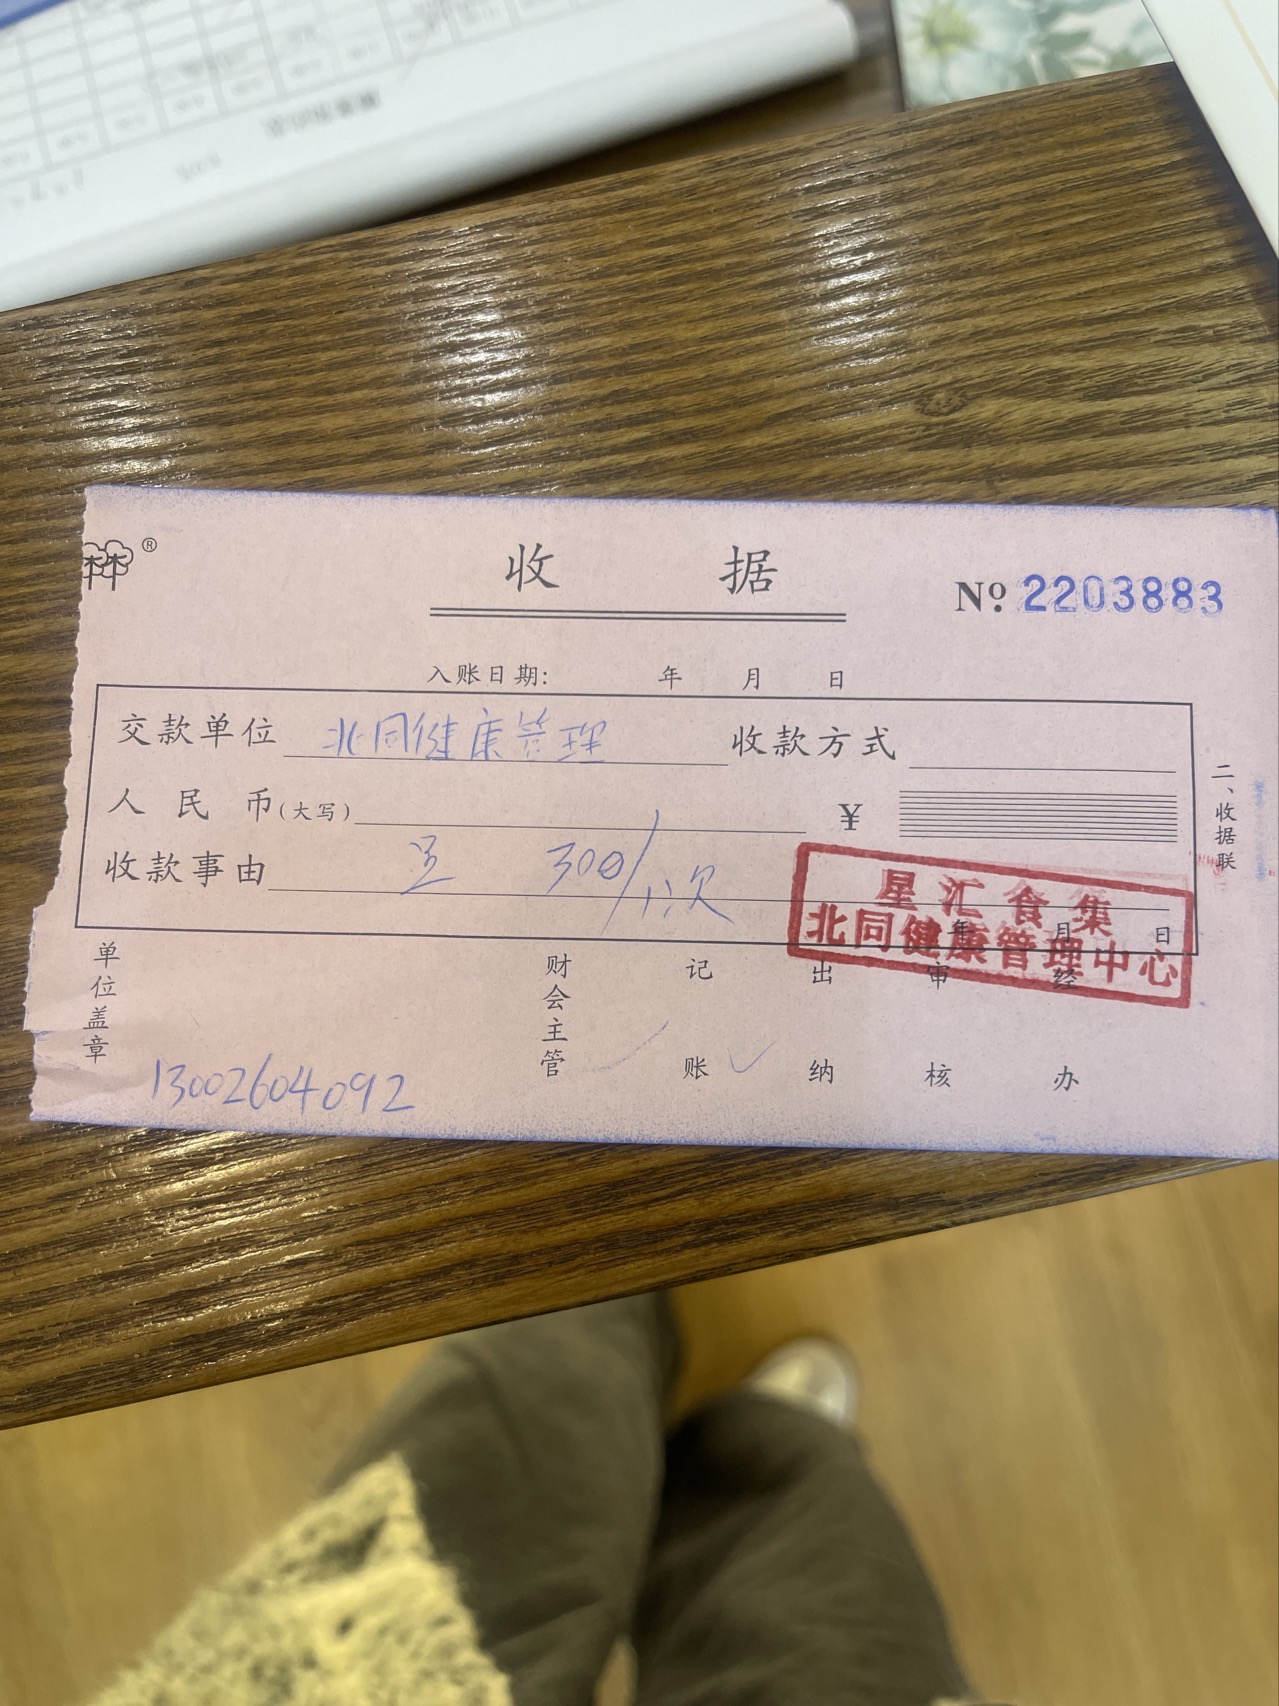 林 ®
收 据
№ 2203883
入账日期: 年 月 日
交款单位 北同健康管理 收款方式
人民币(大写) ¥
收款事由 300/次
星汇食集
北同健康管理中心
年 月 日
二、收据联
单位盖章 财会主管 记账 出纳 审核 经办
13002604092